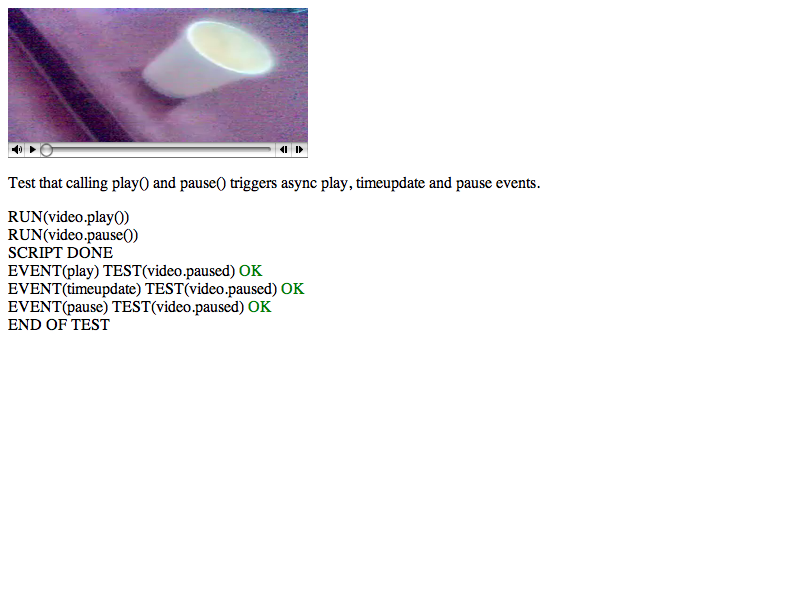 Test that calling play() and pause() triggers async play, timeupdate and pause events.
RUN(video.play())
RUN(video.pause())
SCRIPT DONE
EVENT(play) TEST(video.paused) OK
EVENT(timeupdate) TEST(video.paused) OK
EVENT(pause) TEST(video.paused) OK
END OF TEST